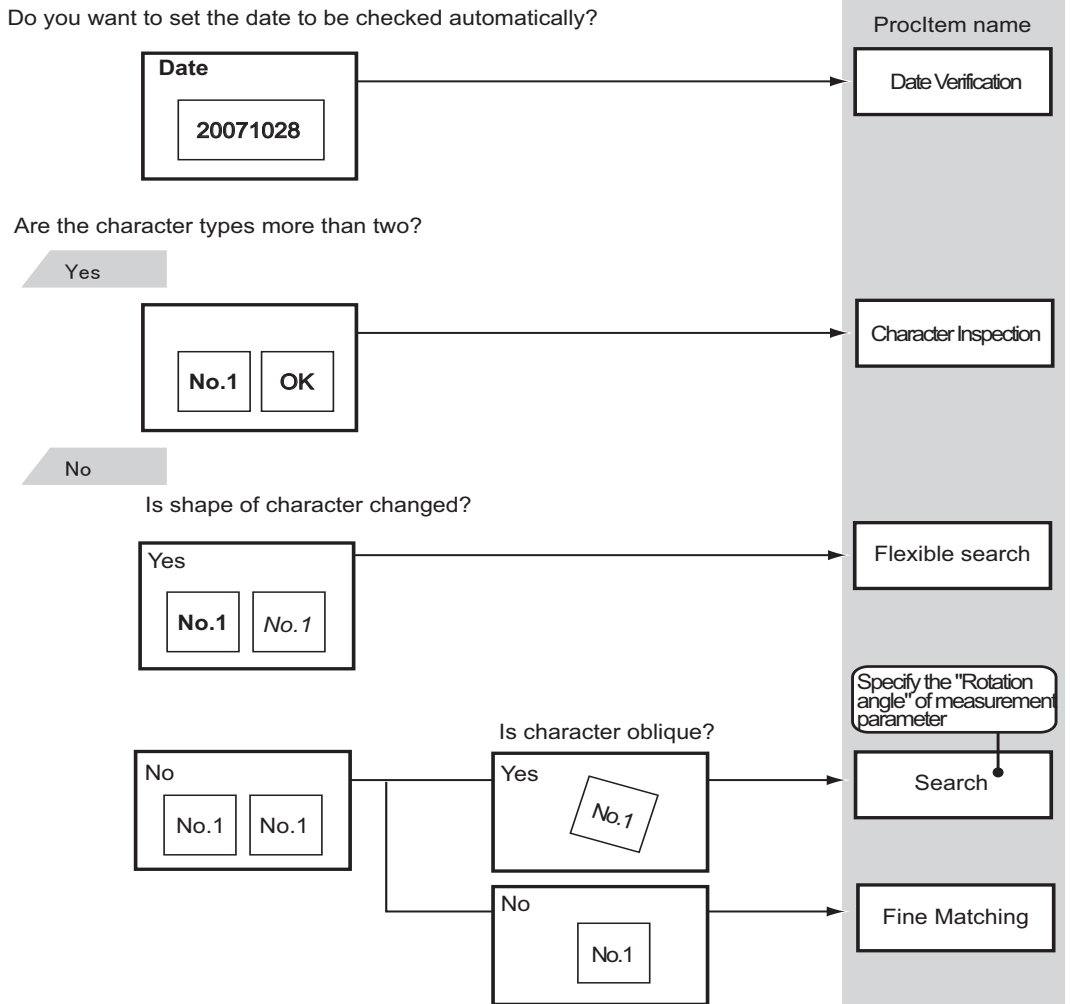 Do you want to set the date to be checked automatically?
ProcItem name
Date
20071028
Date Verification
Are the character types more than two?
Yes
No.1
OK
Character Inspection
No
Is shape of character changed?
Yes
No.1
No.1
Flexible search
Specify the "Rotation
angle" of measurement
parameter
Is character oblique?
No
No.1
No.1
Yes
No.1
Search
No
No.1
Fine Matching